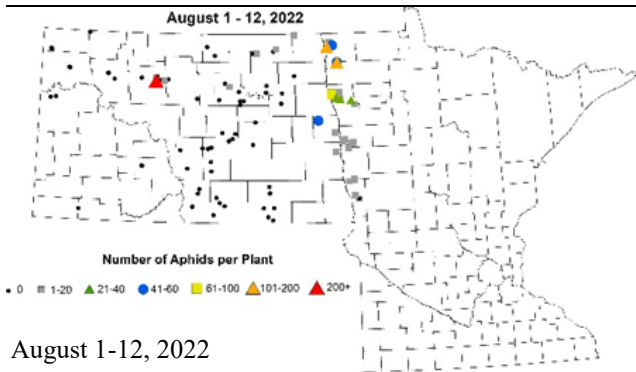 August 1 - 12, 2022
Number of Aphids per Plant
0 1-20 21-40 41-60 61-100 101-200 200+
August 1-12, 2022